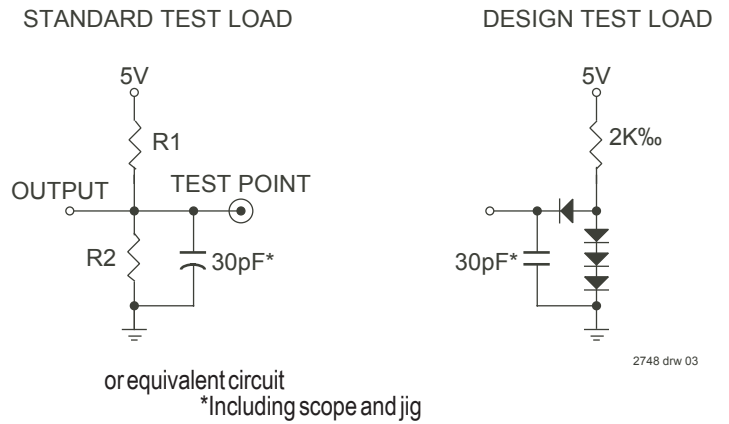 STANDARD TEST LOAD
DESIGN TEST LOAD
5V
5V
R1
2K‰
OUTPUT
TEST POINT
R2
30pF*
30pF*
2748 drw 03
or equivalent circuit
*Including scope and jig